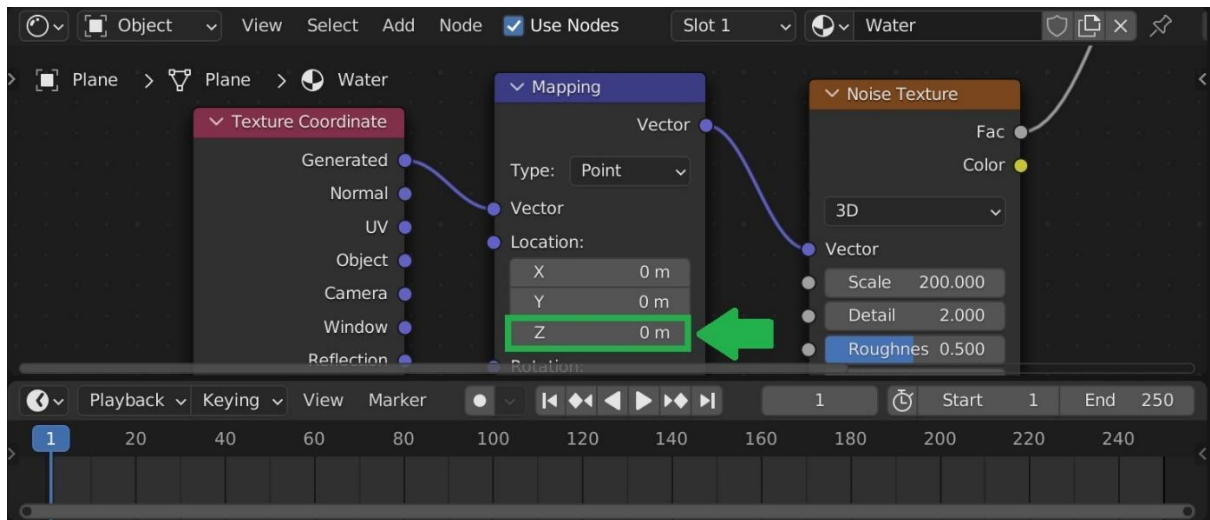 Object View Select Add Node Use Nodes Slot 1 Water
Plane > Plane > Water
Texture Coordinate
Generated
Normal
UV
Object
Camera
Window
Reflection
Mapping
Vector
Type: Point
Vector
Location:
X 0 m
Y 0 m
Z 0 m
Rotation:
Noise Texture
Fac
Color
3D
Vector
Scale 200.000
Detail 2.000
Roughnes 0.500
Playback Keying View Marker 1 Start 1 End 250
1 20 40 60 80 100 120 140 160 180 200 220 240